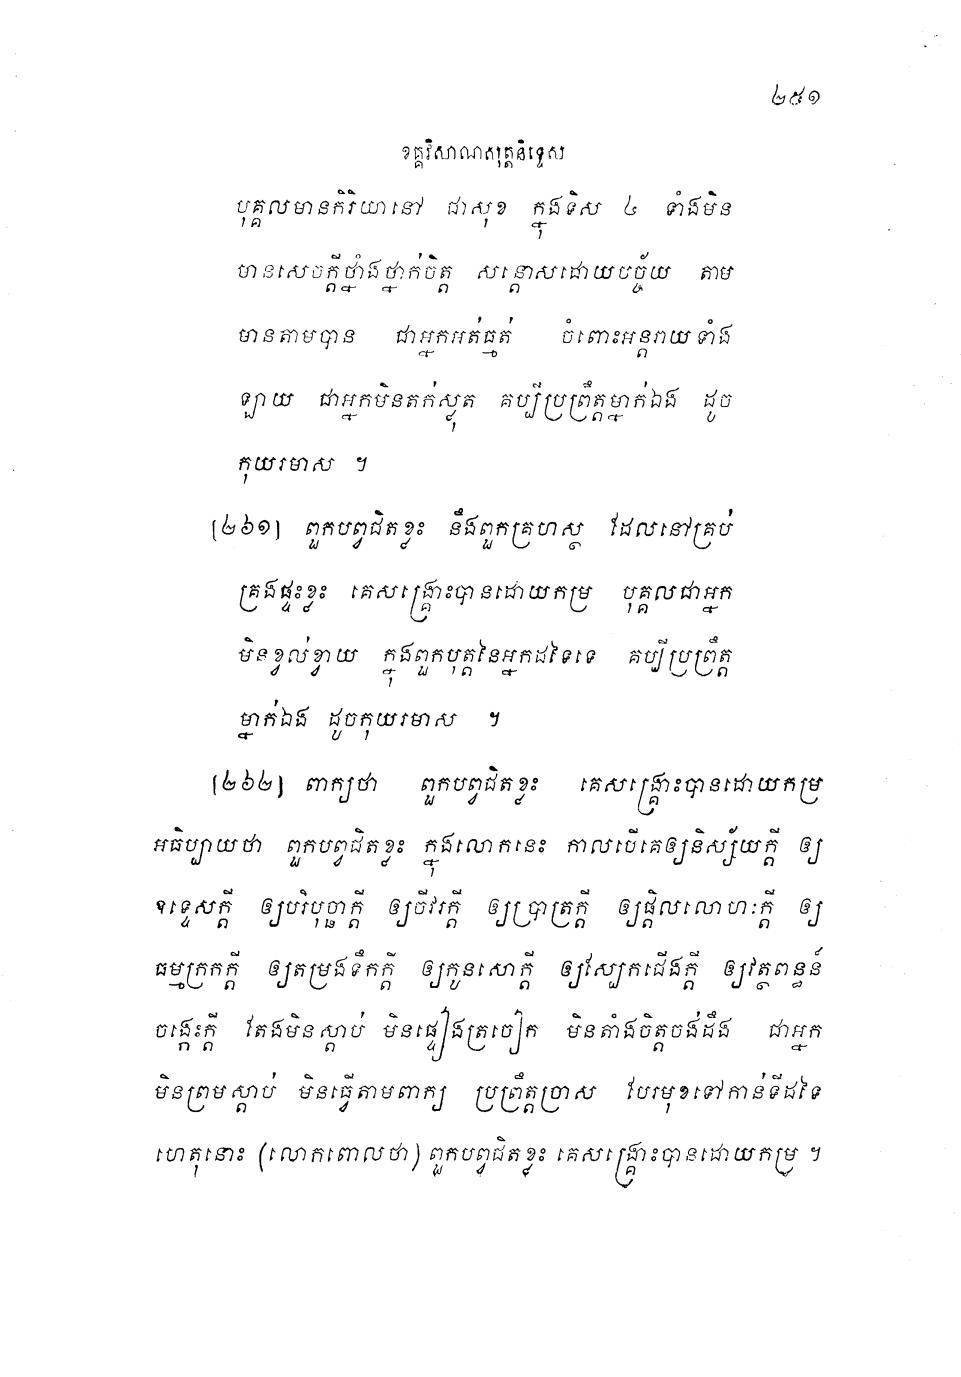 ២៥១
ខគ្គវិសាណសុត្តនិទ្ទេស
បុគ្គលមានកិរិយានៅ ជាសុខ ក្នុងទិស ៤ ទាំងមិន
មានសេចក្តីថ្នាំងថ្នាក់ចិត្ត សន្តោសដោយបច្ច័យ តាម
មានតាមបាន ជាអ្នកអត់ធ្មត់ ចំពោះអន្តរាយ ទាំង
ឡាយ ជាអ្នកមិនតក់ស្លុត គប្បីប្រព្រឹត្តម្នាក់ឯង ដូច
កុយរមាស ។
[២៦១] ពួកបព្វជិតខ្លះ នឹងពួកគ្រហស្ថ ដែលនៅគ្រប់
គ្រងផ្ទះខ្លះ គេសង្គ្រោះបានដោយកម្រ បុគ្គលជាអ្នក
មិនខ្វល់ខ្វាយ ក្នុងពួកបុត្តនៃអ្នកដទៃទេ គប្បីប្រព្រឹត្ត
ម្នាក់ឯង ដូចកុយរមាស ។
[២៦២] ពាក្យថា ពួកបព្វជិតខ្លះ គេសង្គ្រោះបានដោយកម្រ
អធិប្បាយថា ពួកបព្វជិតខ្លះ ក្នុងលោកនេះ កាលបើគេឲ្យនិស្ស័យក្តី ឲ្យ
ឧទ្ទេសក្តី ឲ្យបរិបុច្ឆាក្តី ឲ្យចីវរក្តី ឲ្យប្រាត្រក្តី ឲ្យផ្តិលលោហៈក្តី ឲ្យ
ធម្មក្រកក្តី ឲ្យតម្រងទឹកក្តី ឲ្យកូនសោក្តី ឲ្យស្បែកជើងក្តី ឲ្យវត្ថពន្ធន៍
ចង្កេះក្តី តែងមិនស្តាប់ មិនផ្ទៀងត្រចៀក មិនតាំងចិត្តចង់ដឹង ជាអ្នក
មិនព្រមស្តាប់ មិនធ្វើតាមពាក្យ ប្រព្រឹត្តច្រាស បែរមុខទៅកាន់ទីដទៃ
ហេតុនោះ (លោកពោលថា) ពួកបព្វជិតខ្លះ គេសង្គ្រោះបានដោយកម្រ ។